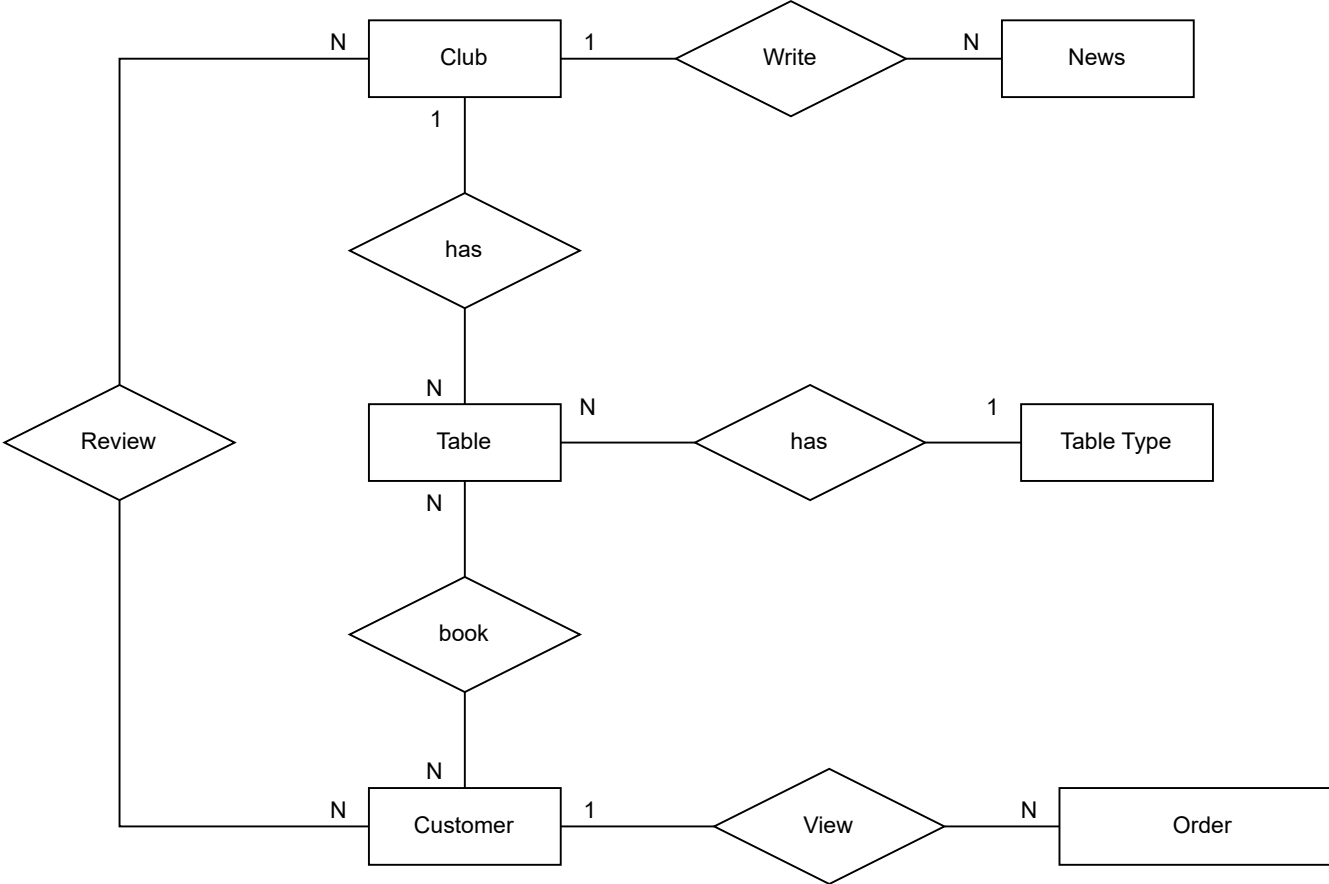 N
Club
1
Write
N
News
1
has
N
N
1
Review
Table
has
Table Type
N
book
N
N
Customer
1
View
N
Order